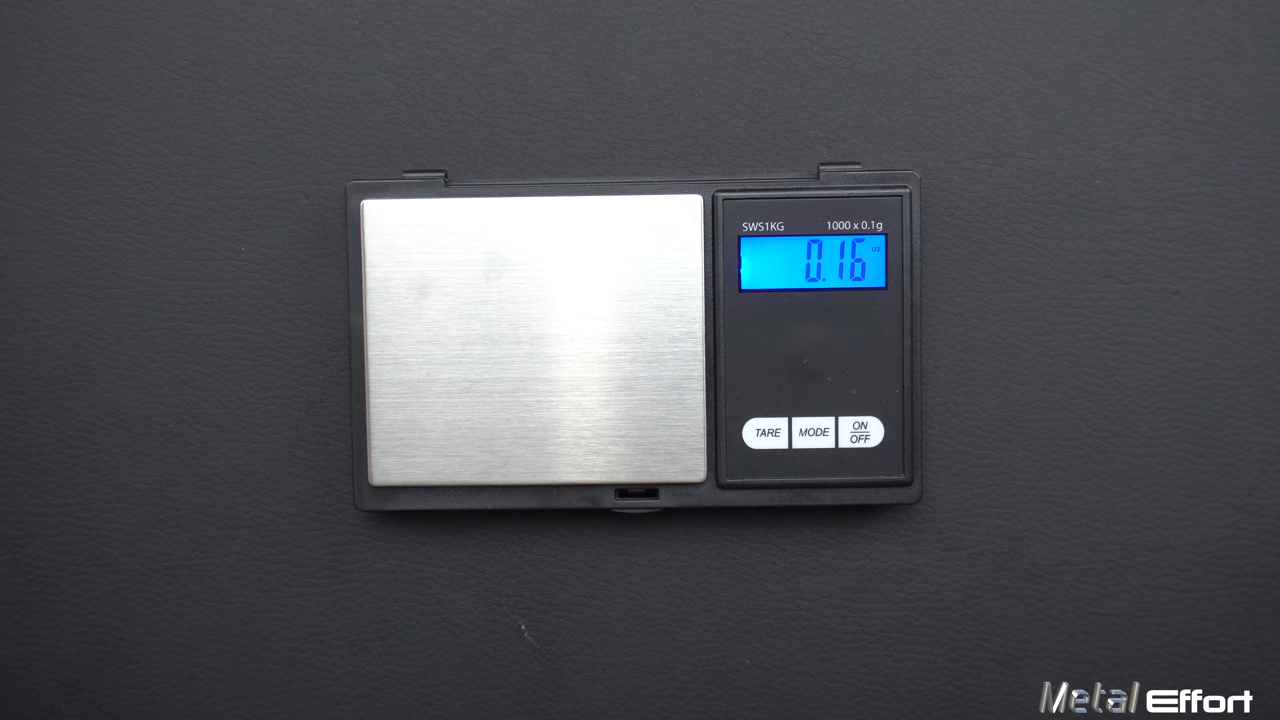 SWS1KG 1000 x 0.1g
0.16 oz
TARE MODE ON
OFF
Metal Effort